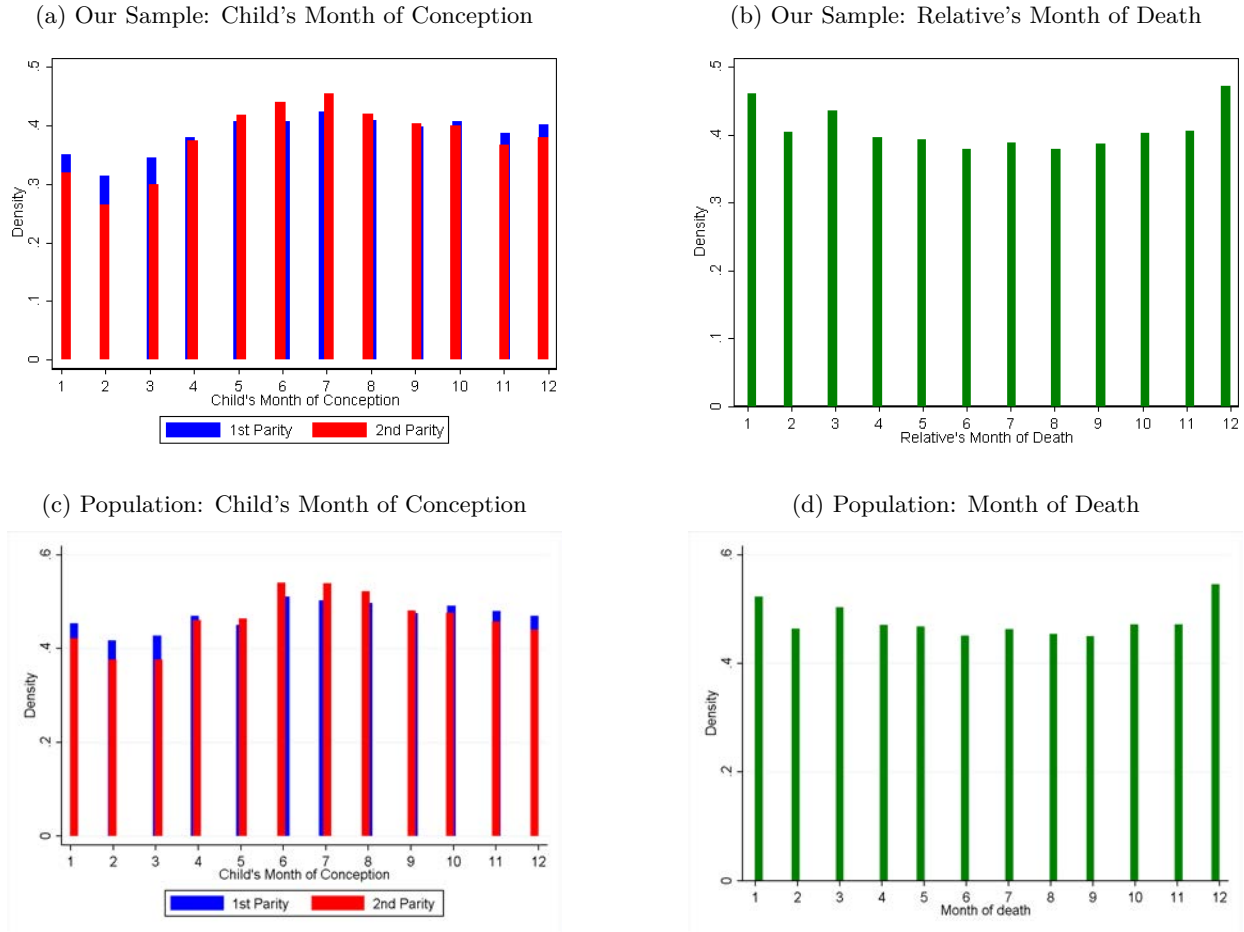 (a) Our Sample: Child's Month of Conception
.5
.4
.3
.2
.1
0
Density
1 2 3 4 5 6 7 8 9 10 11 12
Child's Month of Conception
1st Parity 2nd Parity
(b) Our Sample: Relative's Month of Death
.5
.4
.3
.2
.1
0
Density
1 2 3 4 5 6 7 8 9 10 11 12
Relative's Month of Death
(c) Population: Child's Month of Conception
.6
.4
.2
0
Density
1 2 3 4 5 6 7 8 9 10 11 12
Child's Month of Conception
1st Parity 2nd Parity
(d) Population: Month of Death
.6
.4
.2
0
Density
1 2 3 4 5 6 7 8 9 10 11 12
Month of death